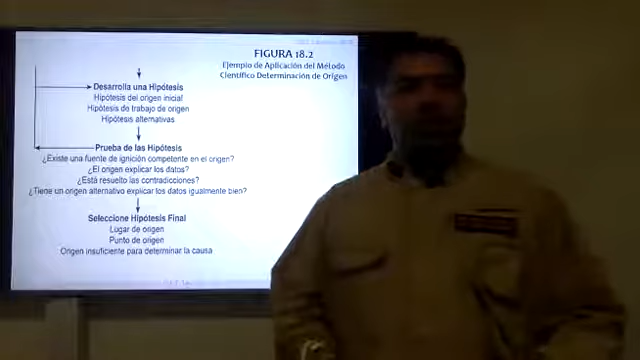 FIGURA 18.2
Ejemplo de Aplicación del Método
Científico Determinación de Origen
Desarrolla una Hipótesis
Hipótesis del origen inicial
Hipótesis de trabajo de origen
Hipótesis alternativas
Prueba de las Hipótesis
¿Existe una fuente de ignición competente en el origen?
¿El origen explicar los datos?
¿Está resuelto las contradicciones?
¿Tiene un origen alternativo explicar los datos igualmente bien?
Seleccione Hipótesis Final
Lugar de origen
Punto de origen
Origen insuficiente para determinar la causa